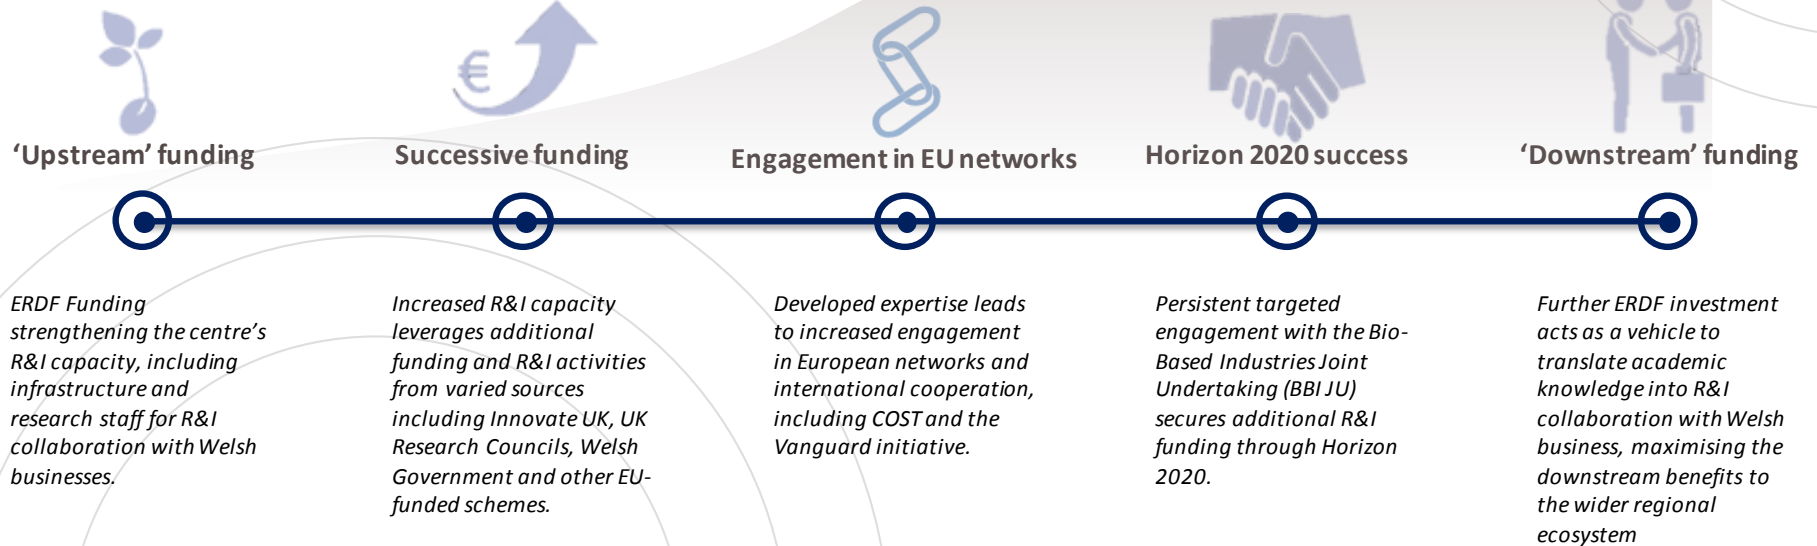 €
‘Upstream’ funding
Successive funding
Engagement in EU networks
Horizon 2020 success
‘Downstream’ funding
ERDF Funding
strengthening the centre’s
R&I capacity, including
infrastructure and
research staff for R&I
collaboration with Welsh
businesses.
Increased R&I capacity
leverages additional
funding and R&I activities
from varied sources
including Innovate UK, UK
Research Councils, Welsh
Government and other EU-
funded schemes.
Developed expertise leads
to increased engagement
in European networks and
international cooperation,
including COST and the
Vanguard initiative.
Persistent targeted
engagement with the Bio-
Based Industries Joint
Undertaking (BBI JU)
secures additional R&I
funding through Horizon
2020.
Further ERDF investment
acts as a vehicle to
translate academic
knowledge into R&I
collaboration with Welsh
business, maximising the
downstream benefits to
the wider regional
ecosystem